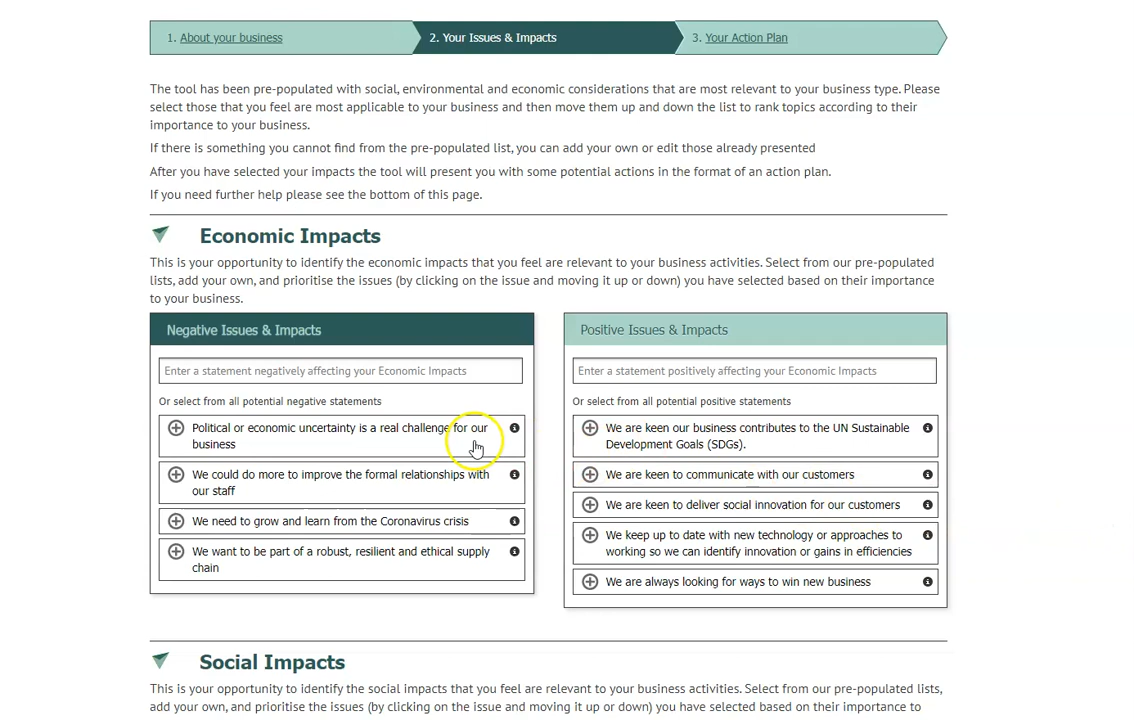 1. About your business
2. Your Issues & Impacts
3. Your Action Plan
The tool has been pre-populated with social, environmental and economic considerations that are most relevant to your business type. Please
select those that you feel are most applicable to your business and then move them up and down the list to rank topics according to their
importance to your business.
If there is something you cannot find from the pre-populated list, you can add your own or edit those already presented
After you have selected your impacts the tool will present you with some potential actions in the format of an action plan.
If you need further help please see the bottom of this page.
Economic Impacts
This is your opportunity to identify the economic impacts that you feel are relevant to your business activities. Select from our pre-populated
lists, add your own, and prioritise the issues (by clicking on the issue and moving it up or down) you have selected based on their importance
to your business.
Negative Issues & Impacts
Enter a statement negatively affecting your Economic Impacts
Or select from all potential negative statements
Political or economic uncertainty is a real challenge for our
business
We could do more to improve the formal relationships with
our staff
We need to grow and learn from the Coronavirus crisis
We want to be part of a robust, resilient and ethical supply
chain
Positive Issues & Impacts
Enter a statement positively affecting your Economic Impacts
Or select from all potential positive statements
We are keen our business contributes to the UN Sustainable
Development Goals (SDGs).
We are keen to communicate with our customers
We are keen to deliver social innovation for our customers
We keep up to date with new technology or approaches to
working so we can identify innovation or gains in efficiencies
We are always looking for ways to win new business
Social Impacts
This is your opportunity to identify the social impacts that you feel are relevant to your business activities. Select from our pre-populated lists,
add your own, and prioritise the issues (by clicking on the issue and moving it up or down) you have selected based on their importance to